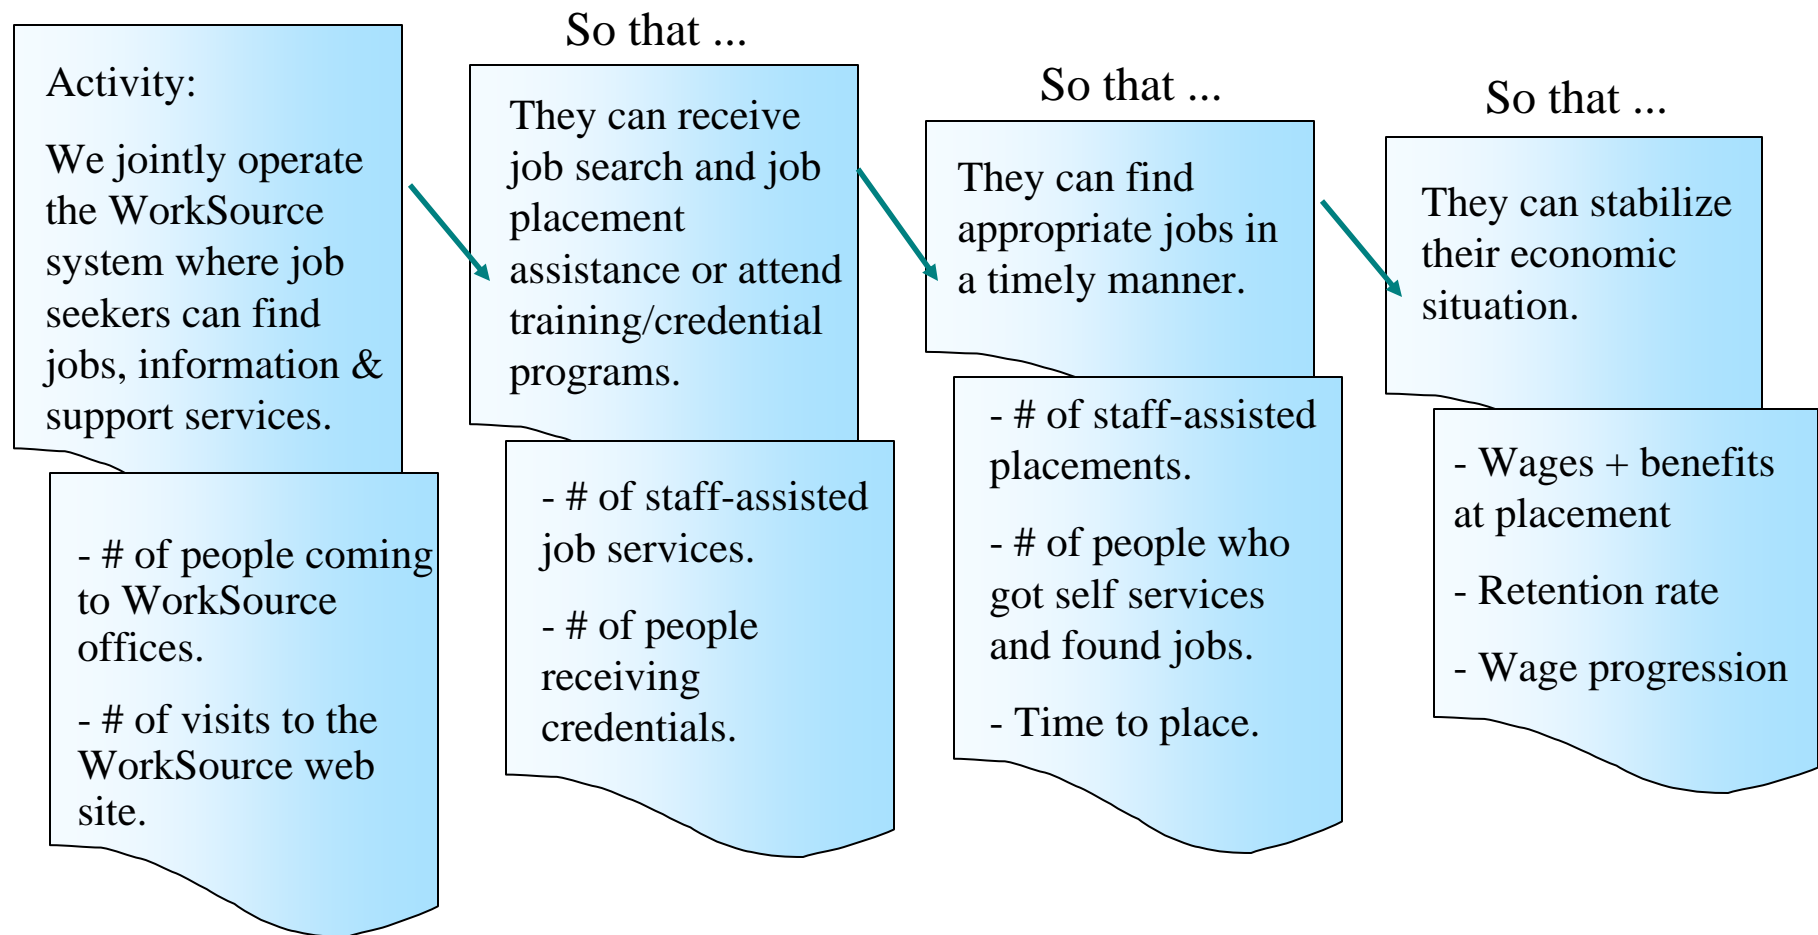 Activity:
We jointly operate
the WorkSource
system where job
seekers can find
jobs, information &
support services.
- # of people coming
to WorkSource
offices.
- # of visits to the
WorkSource web
site.
So that ...
They can receive
job search and job
placement
assistance or attend
training/credential
programs.
- # of staff-assisted
job services.
- # of people
receiving
credentials.
So that ...
They can find
appropriate jobs in
a timely manner.
- # of staff-assisted
placements.
- # of people who
got self services
and found jobs.
- Time to place.
So that ...
They can stabilize
their economic
situation.
- Wages + benefits
at placement
- Retention rate
- Wage progression